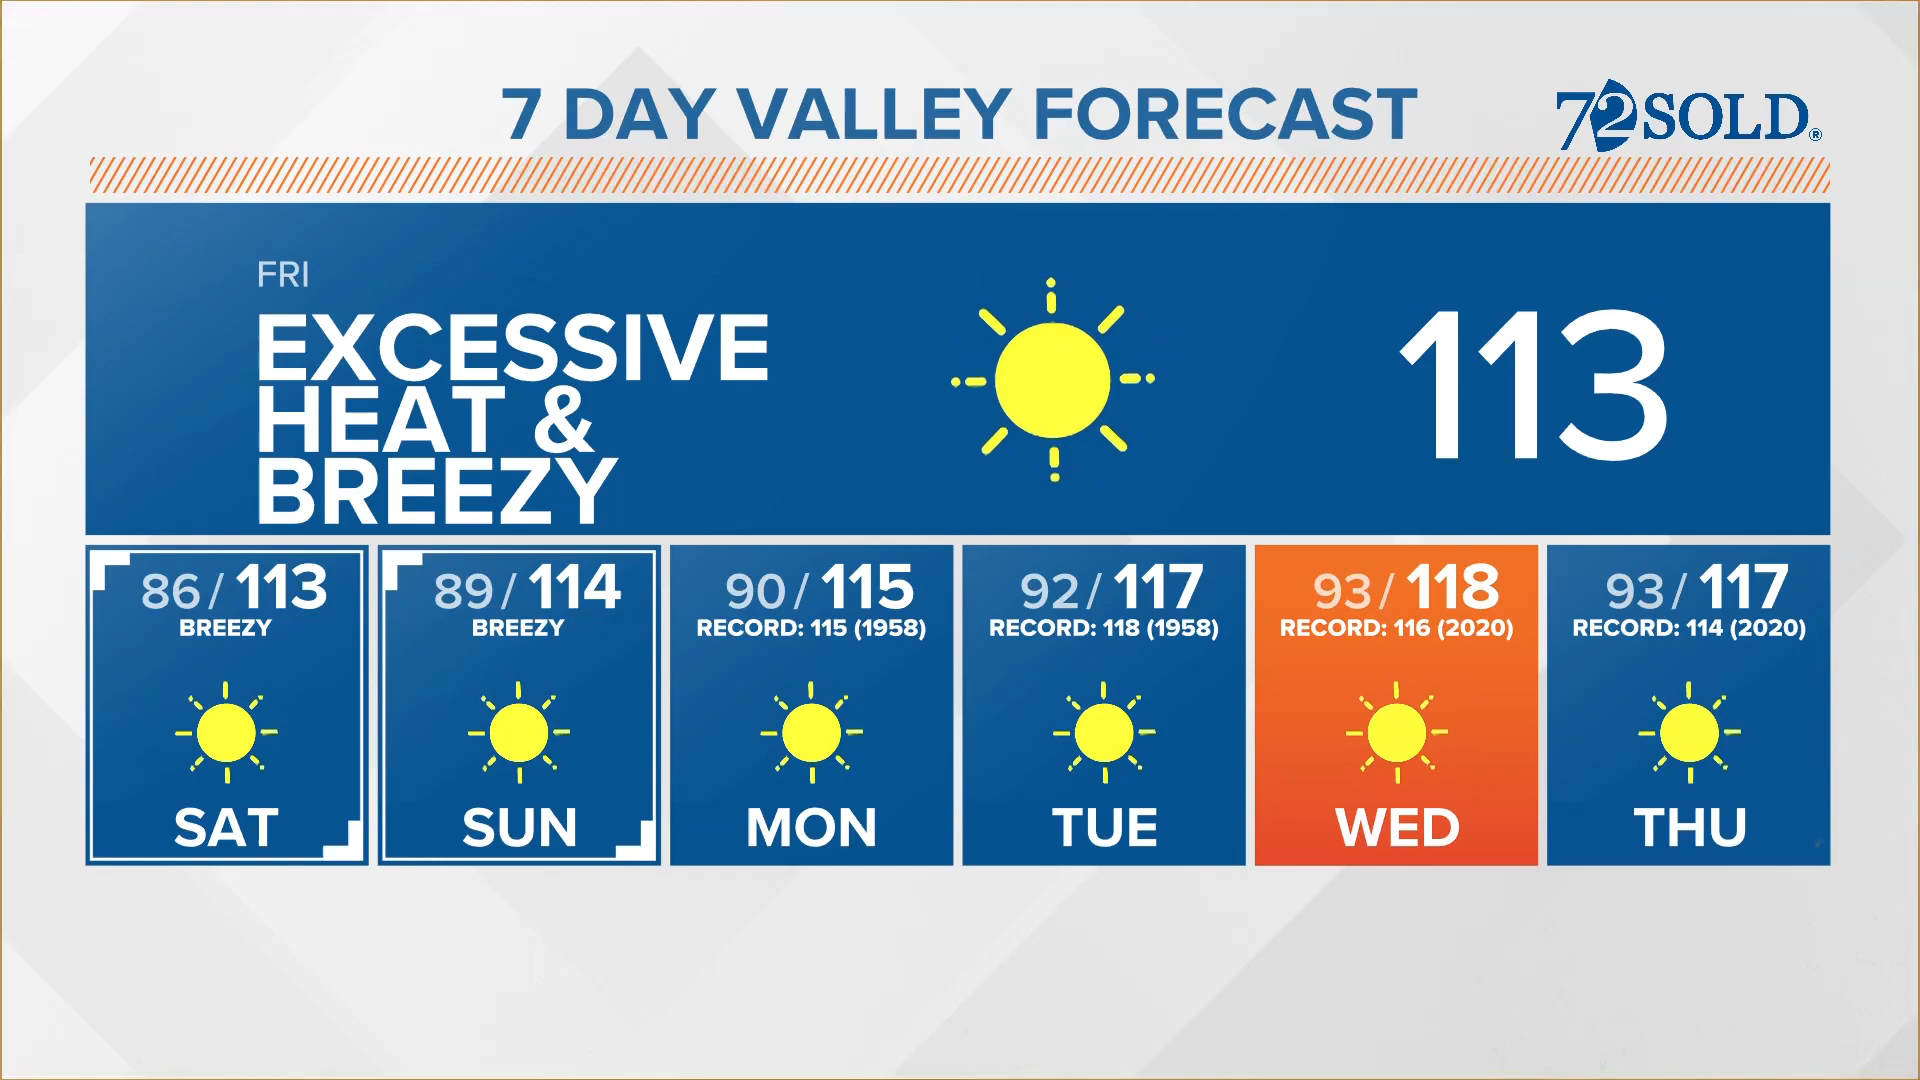 7 DAY VALLEY FORECAST
72SOLD®
FRI
EXCESSIVE
HEAT &
BREEZY
113
86/113
BREEZY
SAT
89/114
BREEZY
SUN
90/115
RECORD: 115 (1958)
MON
92/117
RECORD: 118 (1958)
TUE
93/118
RECORD: 116 (2020)
WED
93/117
RECORD: 114 (2020)
THU